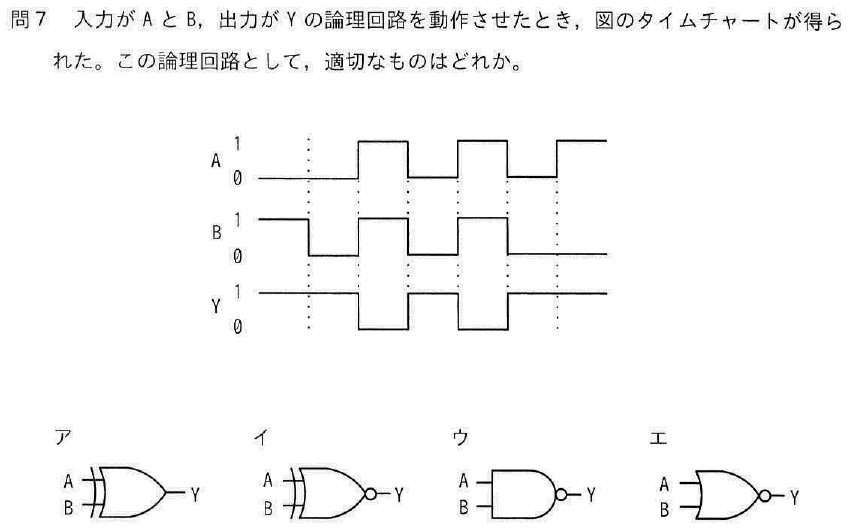 問7　入力がAとB，出力がYの論理回路を動作させたとき，図のタイムチャートが得ら
れた。この論理回路として，適切なものはどれか。
A 1
0
B 1
0
Y 1
0
ア イ ウ エ
A Y A Y A Y A Y
B B B B